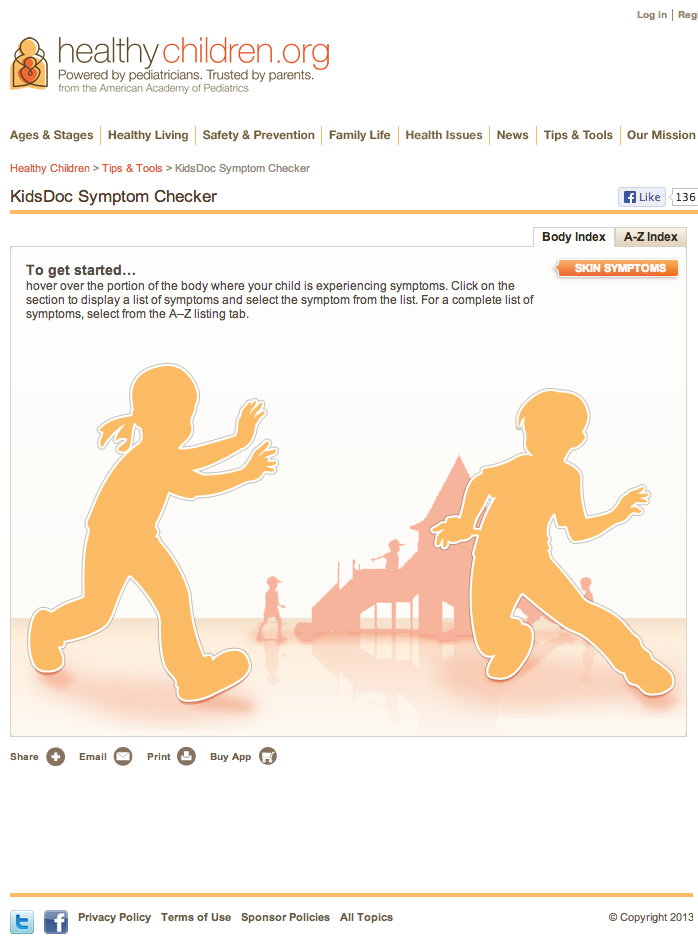 Log in | Reg
healthychildren.org
Powered by pediatricians. Trusted by parents.
from the American Academy of Pediatrics
Ages & Stages | Healthy Living | Safety & Prevention | Family Life | Health Issues | News | Tips & Tools | Our Mission
Healthy Children > Tips & Tools > KidsDoc Symptom Checker
KidsDoc Symptom Checker
Like 136
Body Index A-Z Index
To get started…
SKIN SYMPTOMS
hover over the portion of the body where your child is experiencing symptoms. Click on the
section to display a list of symptoms and select the symptom from the list. For a complete list of
symptoms, select from the A–Z listing tab.
Share Email Print Buy App
Privacy Policy Terms of Use Sponsor Policies All Topics © Copyright 2013